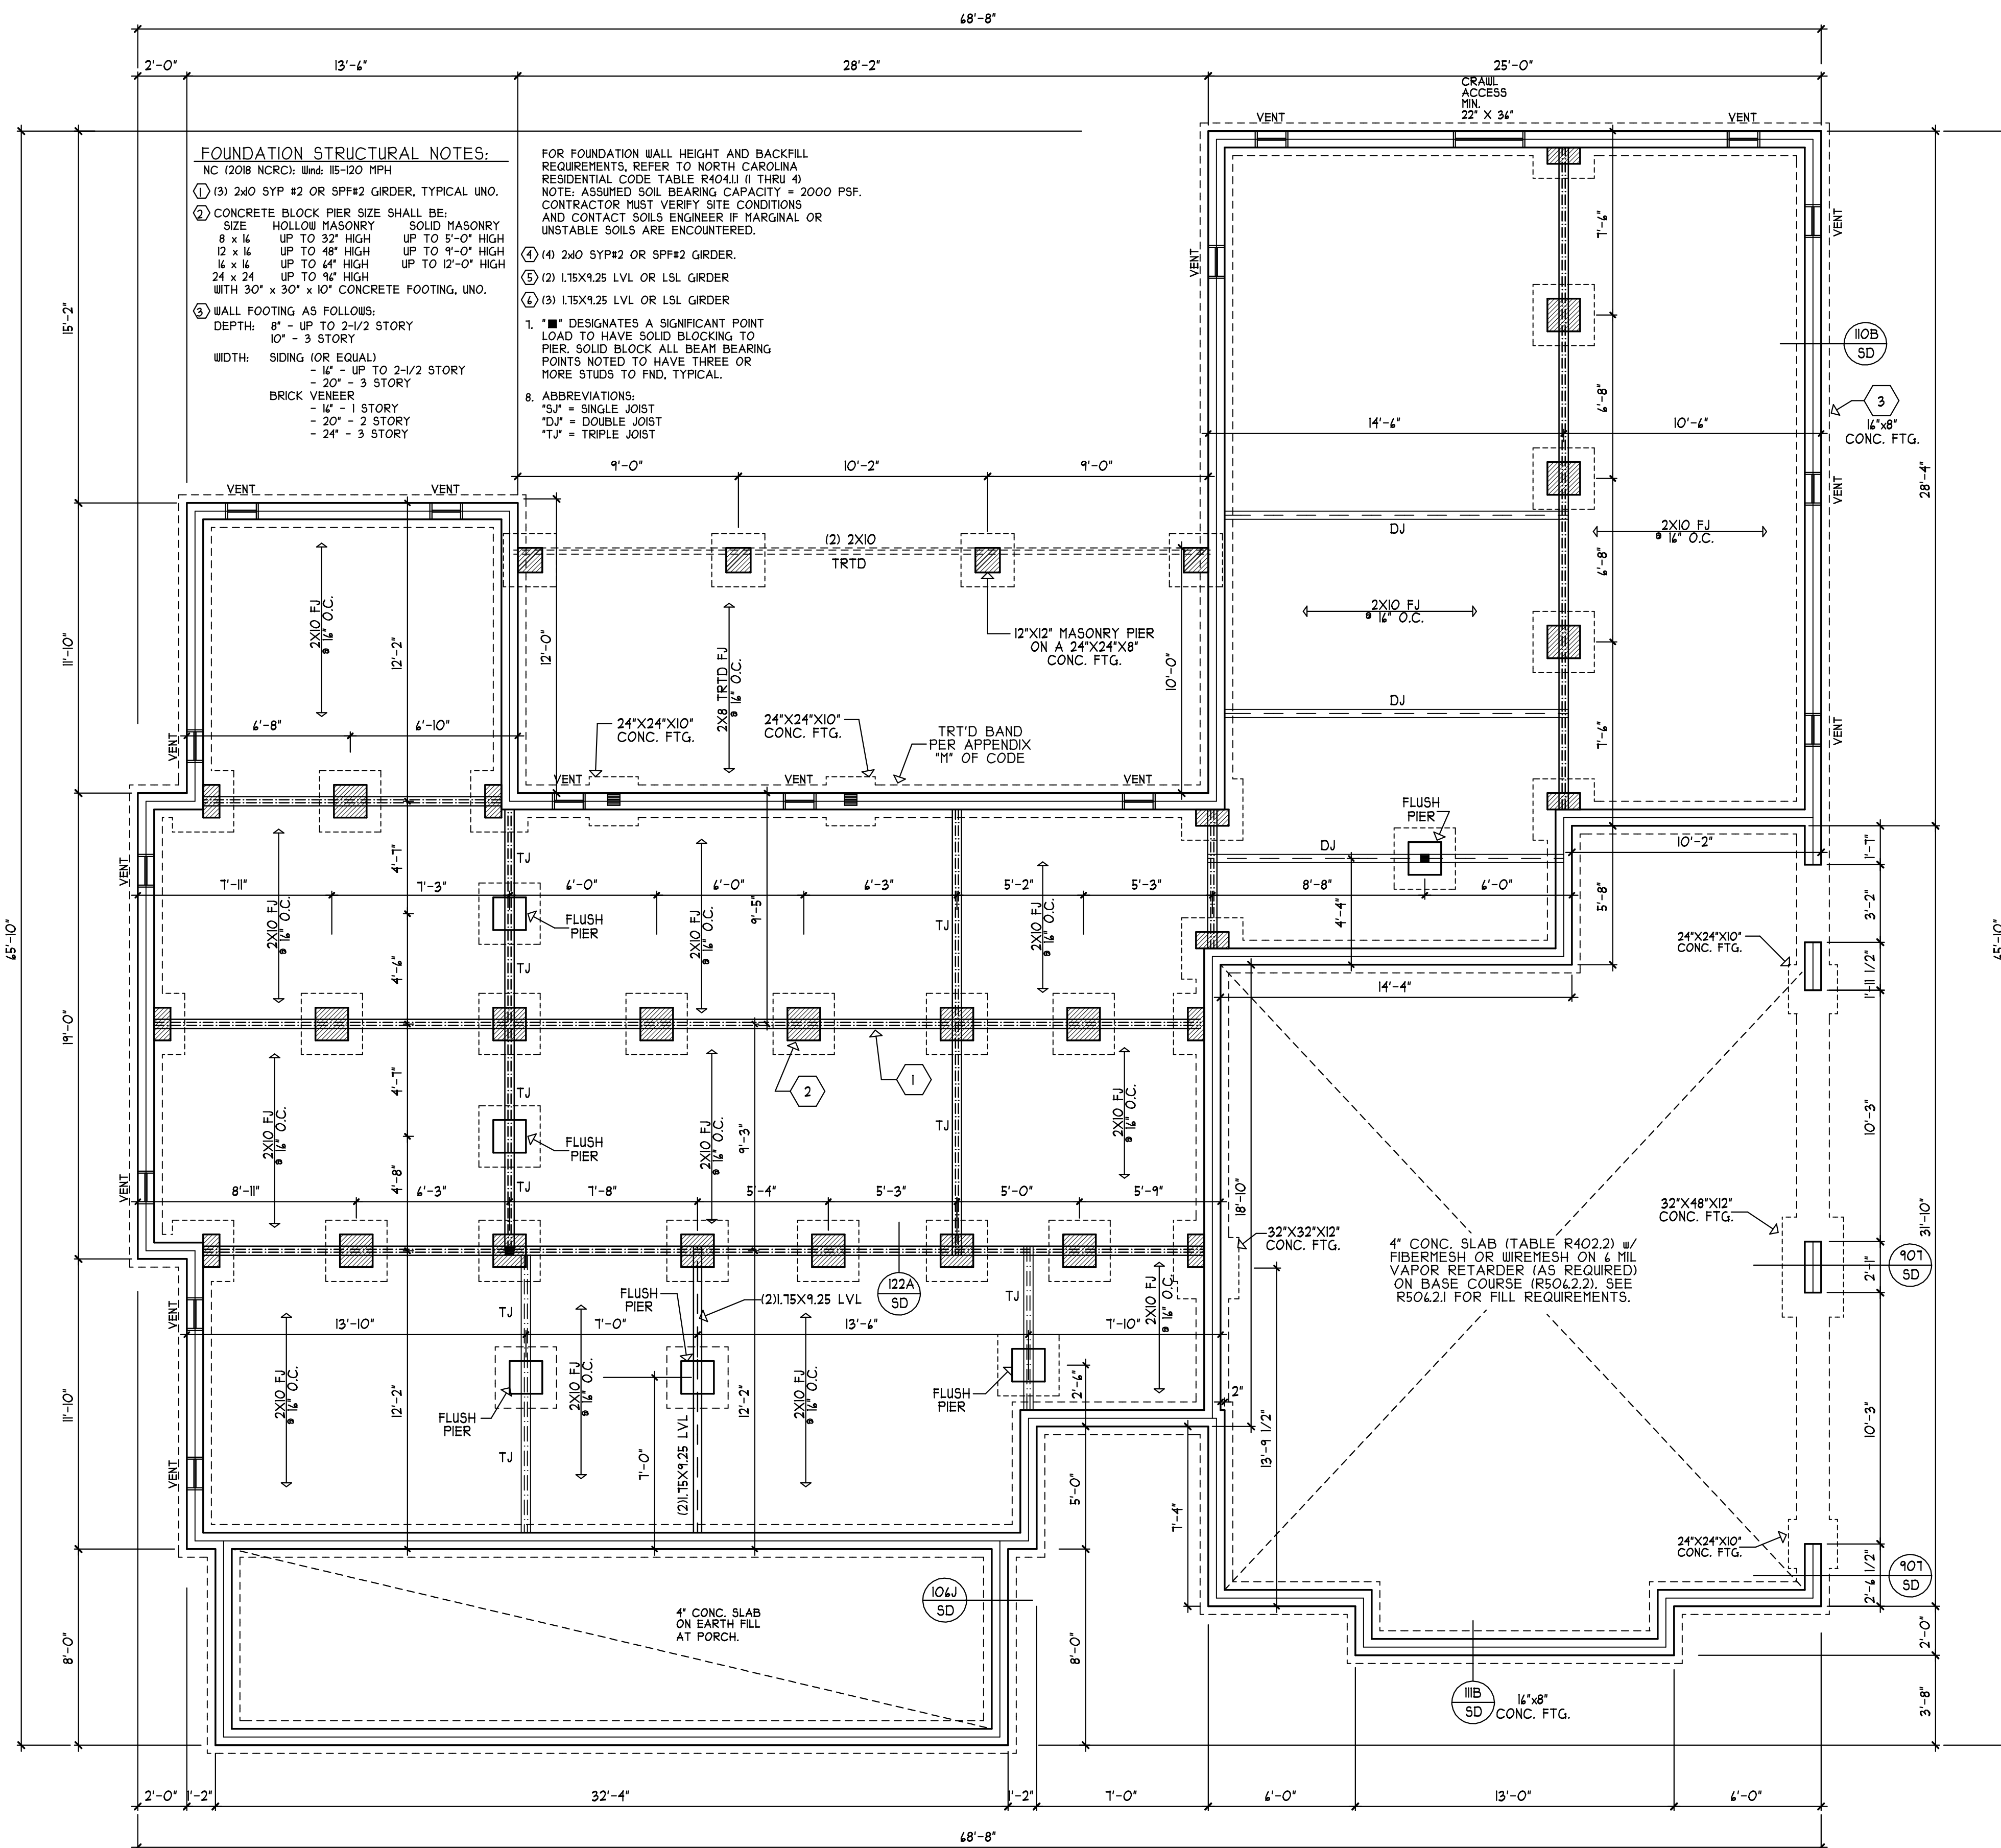 68'-8"
2'-0"
13'-6"
28'-2"
25'-0"
CRAWL
ACCESS
MIN.
22" X 36"
VENT
VENT
FOUNDATION STRUCTURAL NOTES:
NC (2018 NCRC): Wind: 115-120 MPH
1 (3) 2x10 SYP #2 OR SPF#2 GIRDER, TYPICAL UNO.
2 CONCRETE BLOCK PIER SIZE SHALL BE:
SIZE HOLLOW MASONRY SOLID MASONRY
8 x 16 UP TO 32" HIGH UP TO 5'-0" HIGH
12 x 16 UP TO 48" HIGH UP TO 9'-0" HIGH
16 x 16 UP TO 64" HIGH UP TO 12'-0" HIGH
24 x 24 UP TO 96" HIGH
WITH 30" x 30" x 10" CONCRETE FOOTING, UNO.
3 WALL FOOTING AS FOLLOWS:
DEPTH: 8" - UP TO 2-1/2 STORY
10" - 3 STORY
WIDTH: SIDING (OR EQUAL)
- 16" - UP TO 2-1/2 STORY
- 20" - 3 STORY
BRICK VENEER
- 16" - 1 STORY
- 20" - 2 STORY
- 24" - 3 STORY
FOR FOUNDATION WALL HEIGHT AND BACKFILL
REQUIREMENTS, REFER TO NORTH CAROLINA
RESIDENTIAL CODE TABLE R404.1.1 (1 THRU 4)
NOTE: ASSUMED SOIL BEARING CAPACITY = 2000 PSF.
CONTRACTOR MUST VERIFY SITE CONDITIONS
AND CONTACT SOILS ENGINEER IF MARGINAL OR
UNSTABLE SOILS ARE ENCOUNTERED.
4 (4) 2x10 SYP#2 OR SPF#2 GIRDER.
5 (2) 1.75X9.25 LVL OR LSL GIRDER
6 (3) 1.75X9.25 LVL OR LSL GIRDER
7. "■" DESIGNATES A SIGNIFICANT POINT
LOAD TO HAVE SOLID BLOCKING TO
PIER. SOLID BLOCK ALL BEAM BEARING
POINTS NOTED TO HAVE THREE OR
MORE STUDS TO FND, TYPICAL.
8. ABBREVIATIONS:
"SJ" = SINGLE JOIST
"DJ" = DOUBLE JOIST
"TJ" = TRIPLE JOIST
15'-2"
VENT
7'-6"
VENT
110B
SD
3
16"x8"
CONC. FTG.
6'-8"
14'-6"
10'-6"
28'-4"
9'-0"
10'-2"
9'-0"
VENT
VENT
VENT
DJ
2X10 FJ
@ 16" O.C.
(2) 2X10
TRTD
6'-8"
2X10 FJ
@ 16" O.C.
2X10 FJ
@ 16" O.C.
11'-10"
12'-2"
12'-0"
12"X12" MASONRY PIER
ON A 24"X24"X8"
CONC. FTG.
10'-0"
2X8 TRTD FJ
@ 16" O.C.
6'-8"
6'-10"
24"X24"X10"
CONC. FTG.
24"X24"X10"
CONC. FTG.
TRT'D BAND
PER APPENDIX
"M" OF CODE
DJ
7'-6"
VENT
VENT
VENT
VENT
VENT
FLUSH
PIER
DJ
10'-2"
1'-7"
VENT
4'-7"
TJ
7'-11"
7'-3"
6'-0"
6'-0"
6'-3"
5'-2"
5'-3"
8'-8"
6'-0"
5'-8"
3'-2"
4'-4"
9'-5"
FLUSH
PIER
TJ
2X10 FJ
@ 16" O.C.
2X10 FJ
@ 16" O.C.
2X10 FJ
@ 16" O.C.
24"X24"X10"
CONC. FTG.
65'-10"
65'-10"
4'-6"
TJ
14'-4"
1'-11 1/2"
19'-0"
4'-7"
TJ
2
1
2X10 FJ
@ 16" O.C.
2X10 FJ
@ 16" O.C.
2X10 FJ
@ 16" O.C.
9'-3"
TJ
10'-3"
FLUSH
PIER
4'-8"
TJ
VENT
8'-11"
6'-3"
7'-8"
5'-4"
5'-3"
5'-0"
5'-9"
18'-10"
32"X32"X12"
CONC. FTG.
32"X48"X12"
CONC. FTG.
31'-10"
4" CONC. SLAB (TABLE R402.2) w/
FIBERMESH OR WIREMESH ON 6 MIL
VAPOR RETARDER (AS REQUIRED)
ON BASE COURSE (R506.2.2). SEE
R506.2.1 FOR FILL REQUIREMENTS.
2'-1"
907
SD
122A
SD
FLUSH
PIER
(2)1.75X9.25 LVL
TJ
TJ
2X10 FJ
@ 16" O.C.
VENT
13'-10"
7'-0"
13'-6"
7'-10"
2X10 FJ
@ 16" O.C.
2X10 FJ
@ 16" O.C.
2X10 FJ
@ 16" O.C.
11'-10"
12'-2"
12'-2"
FLUSH
PIER
FLUSH
PIER
2'-6"
2"
13'-9 1/2"
10'-3"
TJ
7'-0"
(2)1.75X9.25 LVL
VENT
5'-0"
7'-4"
24"X24"X10"
CONC. FTG.
907
SD
2'-6 1/2"
106J
SD
4" CONC. SLAB
ON EARTH FILL
AT PORCH.
8'-0"
8'-0"
2'-0"
111B
SD
16"x8"
CONC. FTG.
3'-8"
2'-0"
1'-2"
32'-4"
1'-2"
7'-0"
6'-0"
13'-0"
6'-0"
68'-8"